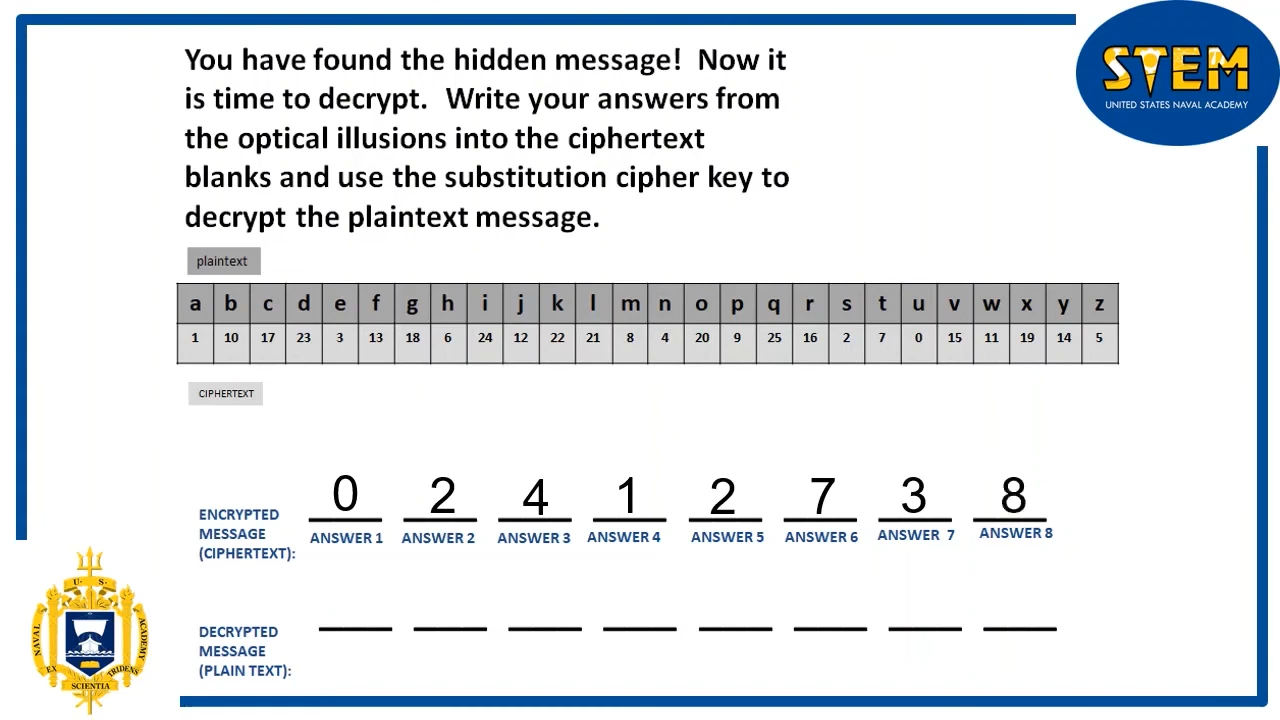 You have found the hidden message!  Now it
is time to decrypt.  Write your answers from
the optical illusions into the ciphertext
blanks and use the substitution cipher key to
decrypt the plaintext message.
STEM
UNITED STATES NAVAL ACADEMY
plaintext
a b c d e f g h i j k l m n o p q r s t u v w x y z
1 10 17 23 3 13 18 6 24 12 22 21 8 4 20 9 25 16 2 7 0 15 11 19 14 5
CIPHERTEXT
0 2 4 1 2 7 3 8
ENCRYPTED
MESSAGE
(CIPHERTEXT):
ANSWER 1 ANSWER 2 ANSWER 3 ANSWER 4 ANSWER 5 ANSWER 6 ANSWER 7 ANSWER 8
DECRYPTED
MESSAGE
(PLAIN TEXT):
U. S.
NAVAL ACADEMY
EX SCIENTIA TRIDENS